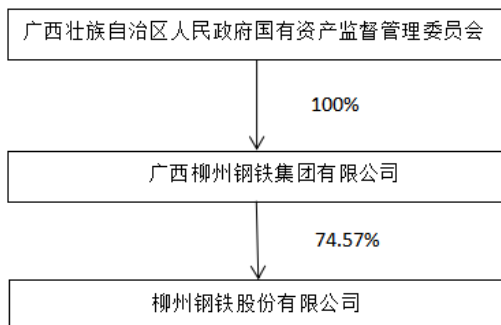 广西壮族自治区人民政府国有资产监督管理委员会
100%
广西柳州钢铁集团有限公司
74.57%
柳州钢铁股份有限公司